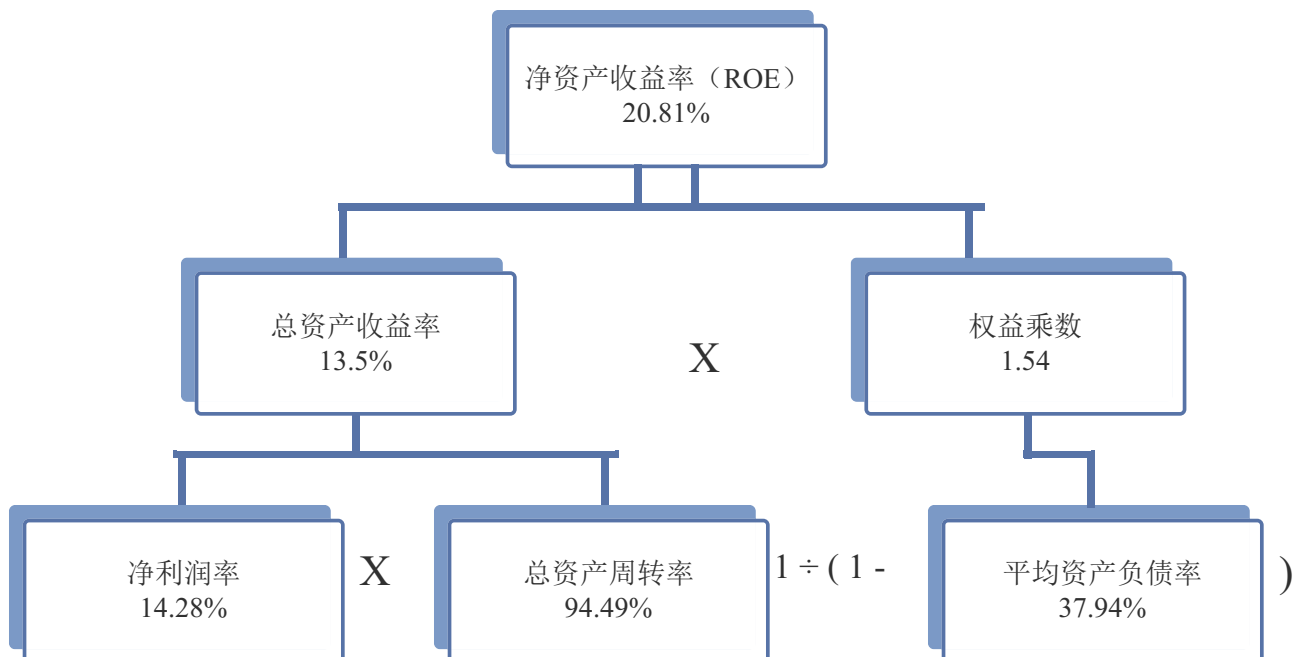 净资产收益率（ROE）
20.81%
总资产收益率
13.5%
X
权益乘数
1.54
净利润率
14.28%
X
总资产周转率
94.49%
1 ÷ ( 1 -
平均资产负债率
37.94%
)